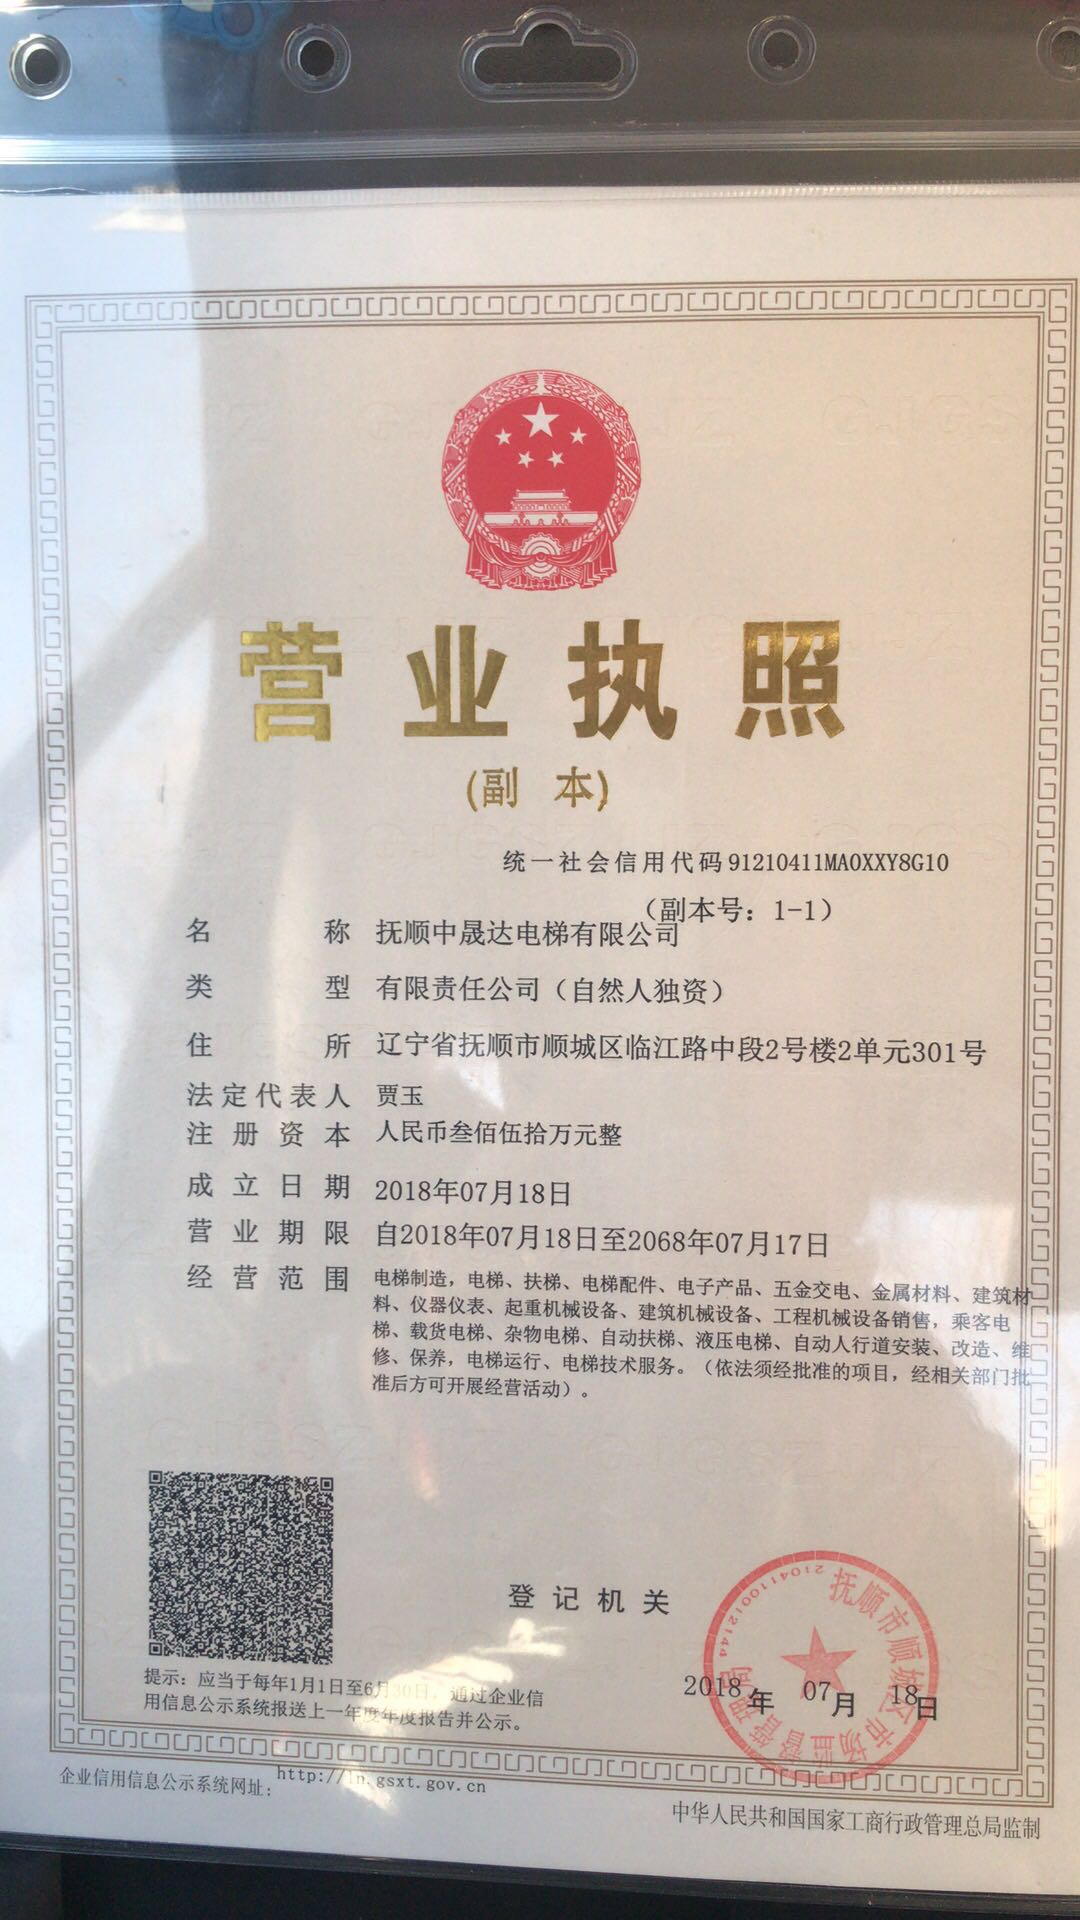 营业执照
(副 本)
统一社会信用代码 91210411MA0XXY8G10
（副本号：1-1）
名称 抚顺中晟达电梯有限公司
类型 有限责任公司（自然人独资）
住所 辽宁省抚顺市顺城区临江路中段2号楼2单元301号
法定代表人 贾玉
注册资本 人民币叁佰伍拾万元整
成立日期 2018年07月18日
营业期限 自2018年07月18日至2068年07月17日
经营范围 电梯制造，电梯、扶梯、电梯配件、电子产品、五金交电、金属材料、建筑材
料、仪器仪表、起重机械设备、建筑机械设备、工程机械设备销售，乘客电
梯、载货电梯、杂物电梯、自动扶梯、液压电梯、自动人行道安装、改造、维
修、保养，电梯运行、电梯技术服务。（依法须经批准的项目，经相关部门批
准后方可开展经营活动）。
登记机关
抚顺市顺城区市场监督管理局
2104110012144
2018年 07月 18日
提示：应当于每年1月1日至6月30日，通过企业信
用信息公示系统报送上一年度年度报告并公示。
企业信用信息公示系统网址：http://ln.gsxt.gov.cn
中华人民共和国国家工商行政管理总局监制